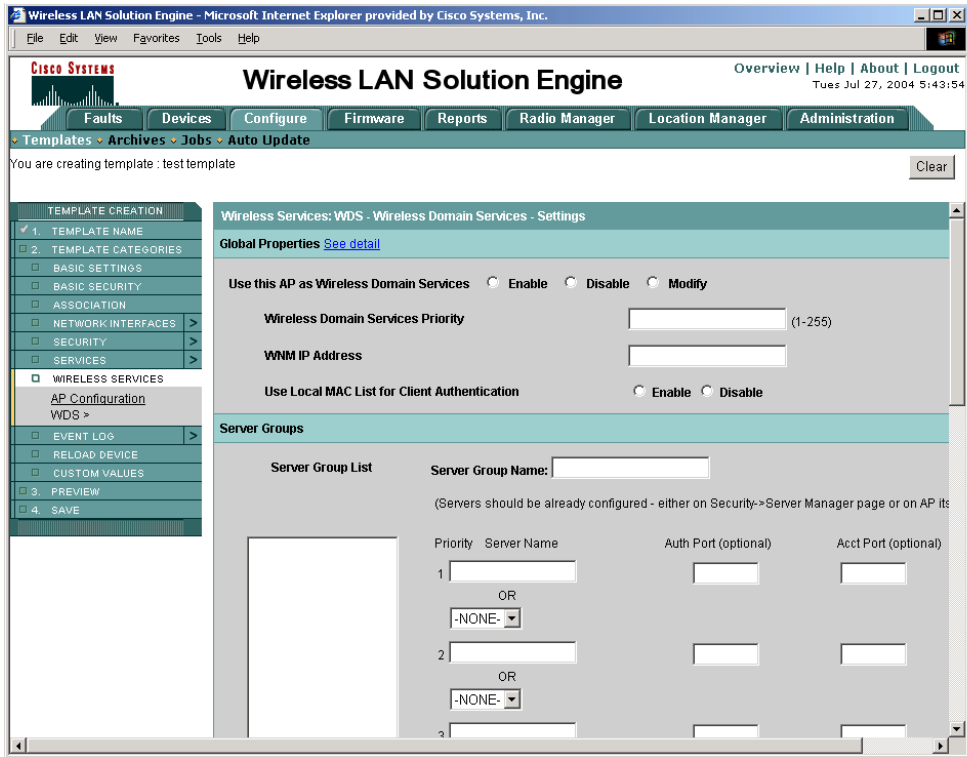 Wireless LAN Solution Engine - Microsoft Internet Explorer provided by Cisco Systems, Inc.
File Edit View Favorites Tools Help
CISCO SYSTEMS
Wireless LAN Solution Engine
Overview | Help | About | Logout
Tues Jul 27, 2004 5:43:54
Faults Devices Configure Firmware Reports Radio Manager Location Manager Administration
Templates Archives Jobs Auto Update
You are creating template : test template
Clear
TEMPLATE CREATION
1. TEMPLATE NAME
2. TEMPLATE CATEGORIES
BASIC SETTINGS
BASIC SECURITY
ASSOCIATION
NETWORK INTERFACES >
SECURITY >
SERVICES >
WIRELESS SERVICES
AP Configuration
WDS >
EVENT LOG >
RELOAD DEVICE
CUSTOM VALUES
3. PREVIEW
4. SAVE
Wireless Services: WDS - Wireless Domain Services - Settings
Global Properties See detail
Use this AP as Wireless Domain Services Enable Disable Modify
Wireless Domain Services Priority (1-255)
WNM IP Address
Use Local MAC List for Client Authentication Enable Disable
Server Groups
Server Group List Server Group Name:
(Servers should be already configured - either on Security->Server Manager page or on AP its
Priority Server Name Auth Port (optional) Acct Port (optional)
1
OR
-NONE-
2
OR
-NONE-
3